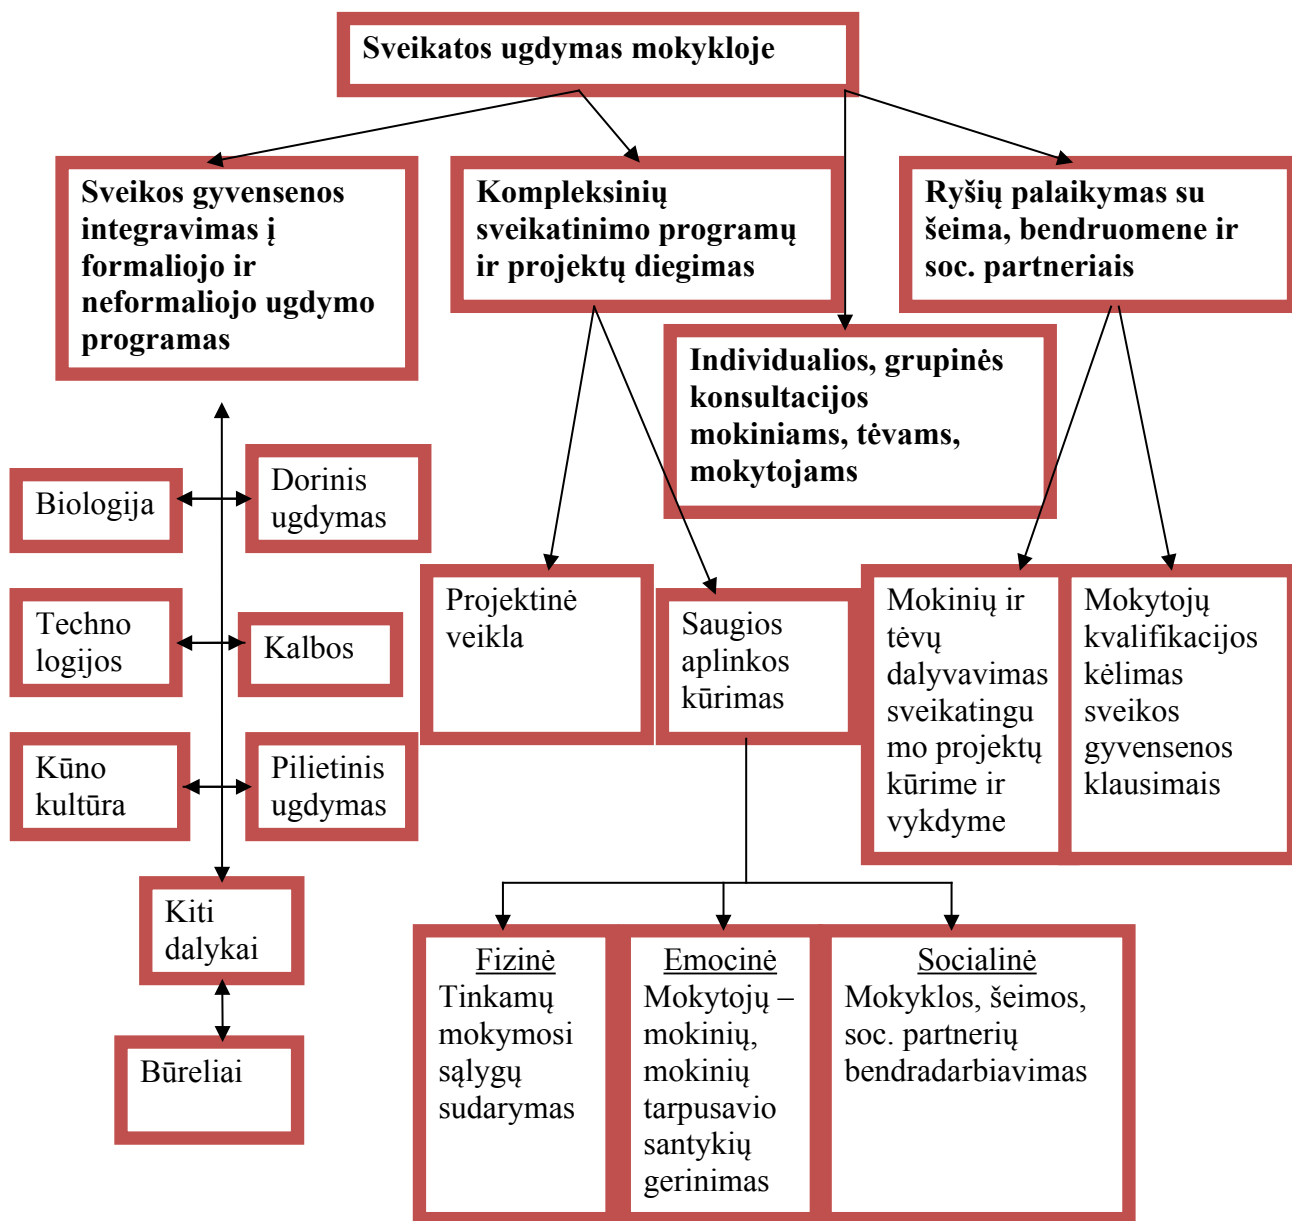 Sveikatos ugdymas mokykloje
Sveikos gyvensenos
integravimas į
formaliojo ir
neformaliojo ugdymo
programas
Kompleksinių
sveikatinimo programų
ir projektų diegimas
Ryšių palaikymas su
šeima, bendruomene ir
soc. partneriais
Individualios, grupinės
konsultacijos
mokiniams, tėvams,
mokytojams
Biologija
Dorinis
ugdymas
Techno
logijos
Kalbos
Kūno
kultūra
Pilietinis
ugdymas
Kiti
dalykai
Būreliai
Projektinė
veikla
Saugios
aplinkos
kūrimas
Mokinių ir
tėvų
dalyvavimas
sveikatingu
mo projektų
kūrime ir
vykdyme
Mokytojų
kvalifikacijos
kėlimas
sveikos
gyvensenos
klausimais
Fizinė
Tinkamų
mokymosi
sąlygų
sudarymas
Emocinė
Mokytojų –
mokinių,
mokinių
tarpusavio
santykių
gerinimas
Socialinė
Mokyklos, šeimos,
soc. partnerių
bendradarbiavimas